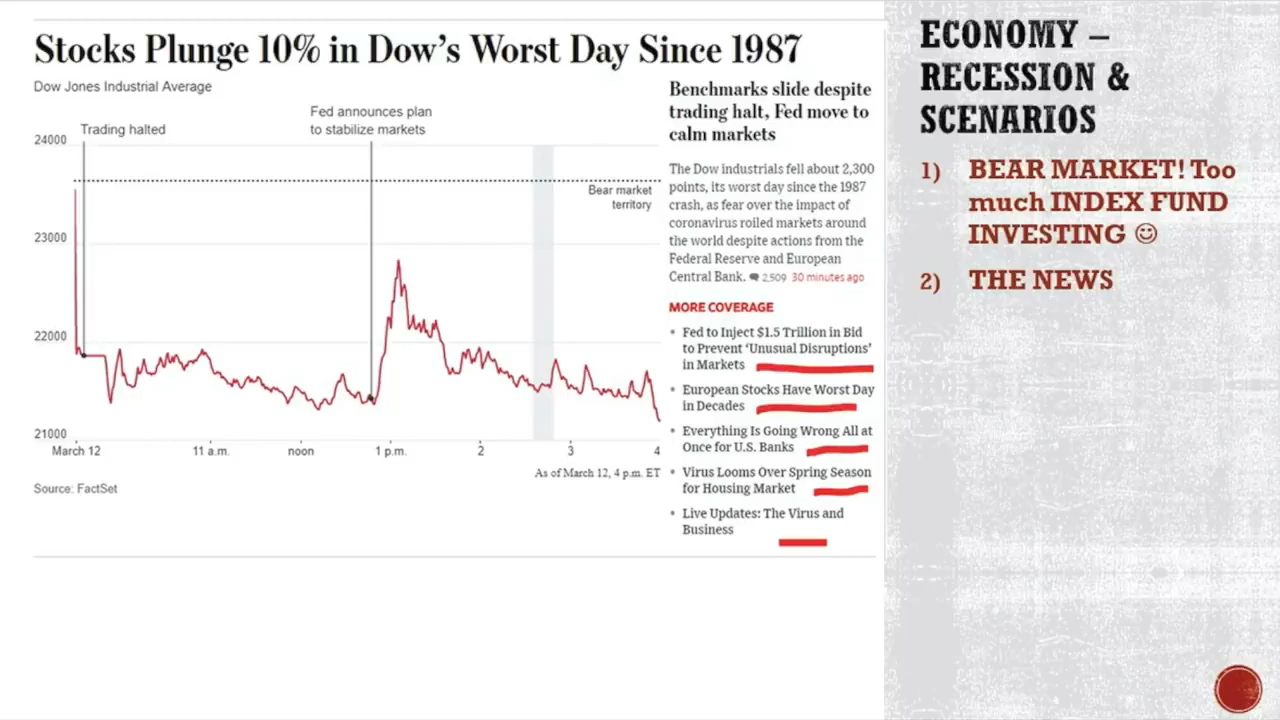 Stocks Plunge 10% in Dow’s Worst Day Since 1987
Dow Jones Industrial Average
Trading halted
Fed announces plan
to stabilize markets
24000
Bear market
territory
23000
22000
21000
March 12
11 a.m.
noon
1 p.m.
2
3
4
As of March 12, 4 p.m. ET
Source: FactSet
Benchmarks slide despite
trading halt, Fed move to
calm markets
The Dow industrials fell about 2,300
points, its worst day since the 1987
crash, as fear over the impact of
coronavirus roiled markets around
the world despite actions from the
Federal Reserve and European
Central Bank. 2,509 30 minutes ago
MORE COVERAGE
• Fed to Inject $1.5 Trillion in Bid
to Prevent ‘Unusual Disruptions’
in Markets
• European Stocks Have Worst Day
in Decades
• Everything Is Going Wrong All at
Once for U.S. Banks
• Virus Looms Over Spring Season
for Housing Market
• Live Updates: The Virus and
Business
ECONOMY –
RECESSION &
SCENARIOS
1) BEAR MARKET! Too
much INDEX FUND
INVESTING ☺
2) THE NEWS